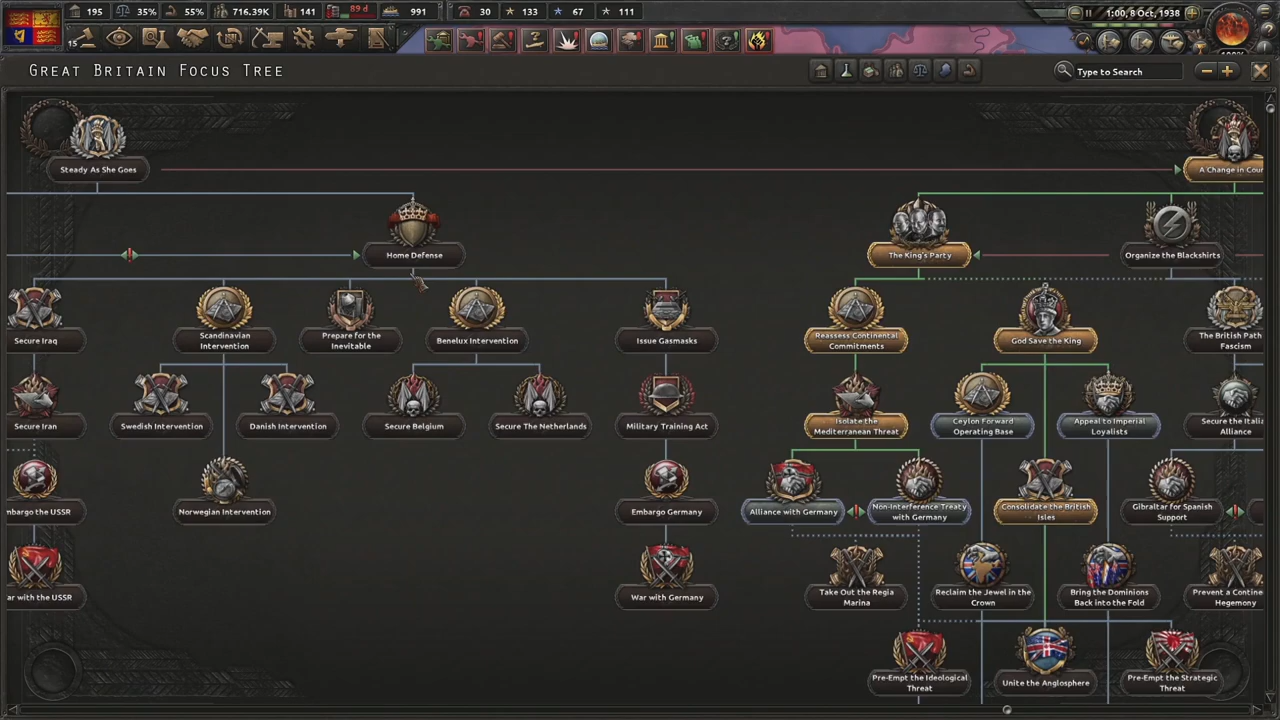 195
35%
55%
716.39K
141
89 d
991
30
133
67
111
1:00, 8 Oct, 1938
15
100%
Great Britain Focus Tree
Type to Search
Steady As She Goes
A Change in Cour
Home Defense
The King's Party
Organize the Blackshirts
Secure Iraq
Scandinavian
Intervention
Prepare for the
Inevitable
Benelux Intervention
Issue Gasmasks
Reassess Continental
Commitments
God Save the King
The British Path
Fascism
Secure Iran
Swedish Intervention
Danish Intervention
Secure Belgium
Secure The Netherlands
Military Training Act
Isolate the
Mediterranean Threat
Ceylon Forward
Operating Base
Appeal to Imperial
Loyalists
Secure the Itali
Alliance
mbargo the USSR
Norwegian Intervention
Embargo Germany
Alliance with Germany
Non-Interference Treaty
with Germany
Consolidate the British
Isles
Gibraltar for Spanish
Support
ar with the USSR
War with Germany
Take Out the Regia
Marina
Reclaim the Jewel in the
Crown
Bring the Dominions
Back into the Fold
Prevent a Contine
Hegemony
Pre-Empt the Ideological
Threat
Unite the Anglosphere
Pre-Empt the Strategic
Threat